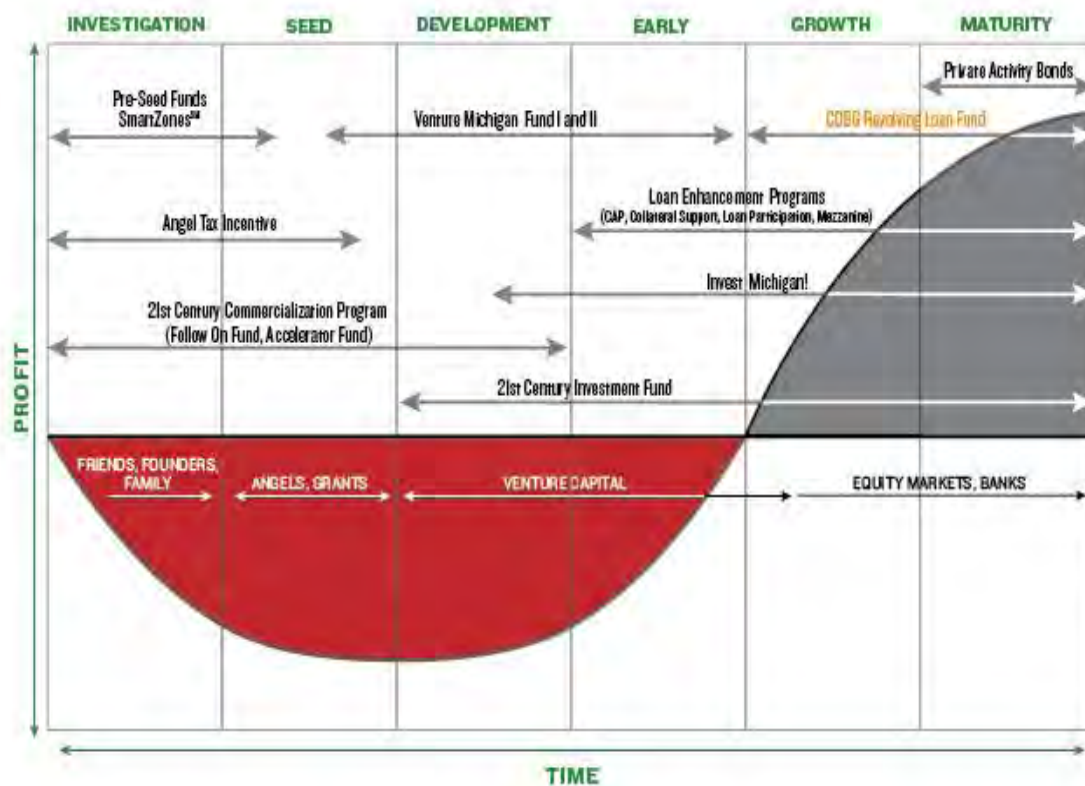 INVESTIGATION SEED DEVELOPMENT EARLY GROWTH MATURITY
Private Activity Bonds
Pre-Seed Funds
SmartZones℠
Venture Michigan Fund I and II
CDBG Revolving Loan Fund
Loan Enhancement Programs
(CAP, Collateral Support, Loan Participation, Mezzanine)
Angel Tax Incentive
Invest Michigan!
21st Century Commercialization Program
(Follow On Fund, Accelerator Fund)
21st Century Investment Fund
PROFIT
FRIENDS, FOUNDERS,
FAMILY
ANGELS, GRANTS
VENTURE CAPITAL
EQUITY MARKETS, BANKS
TIME